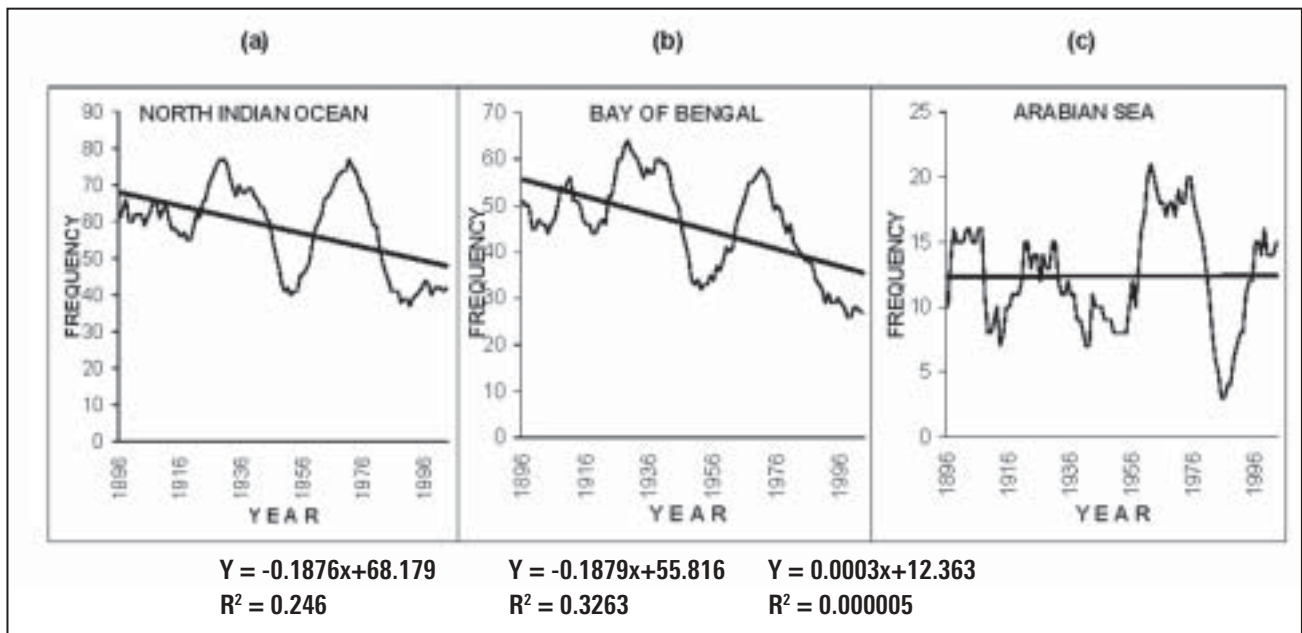 (a) (b) (c)
NORTH INDIAN OCEAN
90
80
70
60
50
40
30
20
10
0
FREQUENCY
1896 1916 1936 1956 1976 1996
YEAR
BAY OF BENGAL
70
60
50
40
30
20
10
0
FREQUENCY
1896 1916 1936 1956 1976 1996
YEAR
ARABIAN SEA
25
20
15
10
5
0
FREQUENCY
1896 1916 1936 1956 1976 1996
YEAR
Y = -0.1876x+68.179 Y = -0.1879x+55.816 Y = 0.0003x+12.363
R² = 0.246 R² = 0.3263 R² = 0.000005